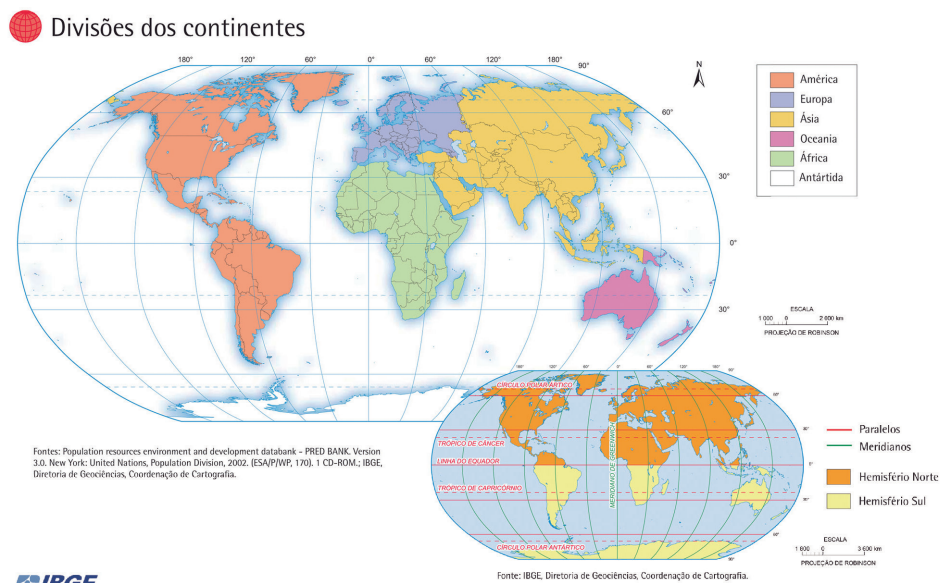 Divisões dos continentes
180° 120° 60° 0° 60° 120° 180° 90°
N
América
Europa
Ásia
Oceania
África
Antártida
60°
30°
0°
30°
ESCALA
1 000 0 2 000 km
PROJEÇÃO DE ROBINSON
Fontes: Population resources environment and development databank - PRED BANK. Version
3.0. New York: United Nations, Population Division, 2002. (ESA/P/WP, 170). 1 CD-ROM.; IBGE,
Diretoria de Geociências, Coordenação de Cartografia.
CÍRCULO POLAR ÁRTICO
TRÓPICO DE CÂNCER
LINHA DO EQUADOR
TRÓPICO DE CAPRICÓRNIO
CÍRCULO POLAR ANTÁRTICO
MERIDIANO DE GREENWICH
Paralelos
Meridianos
Hemisfério Norte
Hemisfério Sul
ESCALA
1 800 0 3 600 km
PROJEÇÃO DE ROBINSON
Fonte: IBGE, Diretoria de Geociências, Coordenação de Cartografia.
IBGE